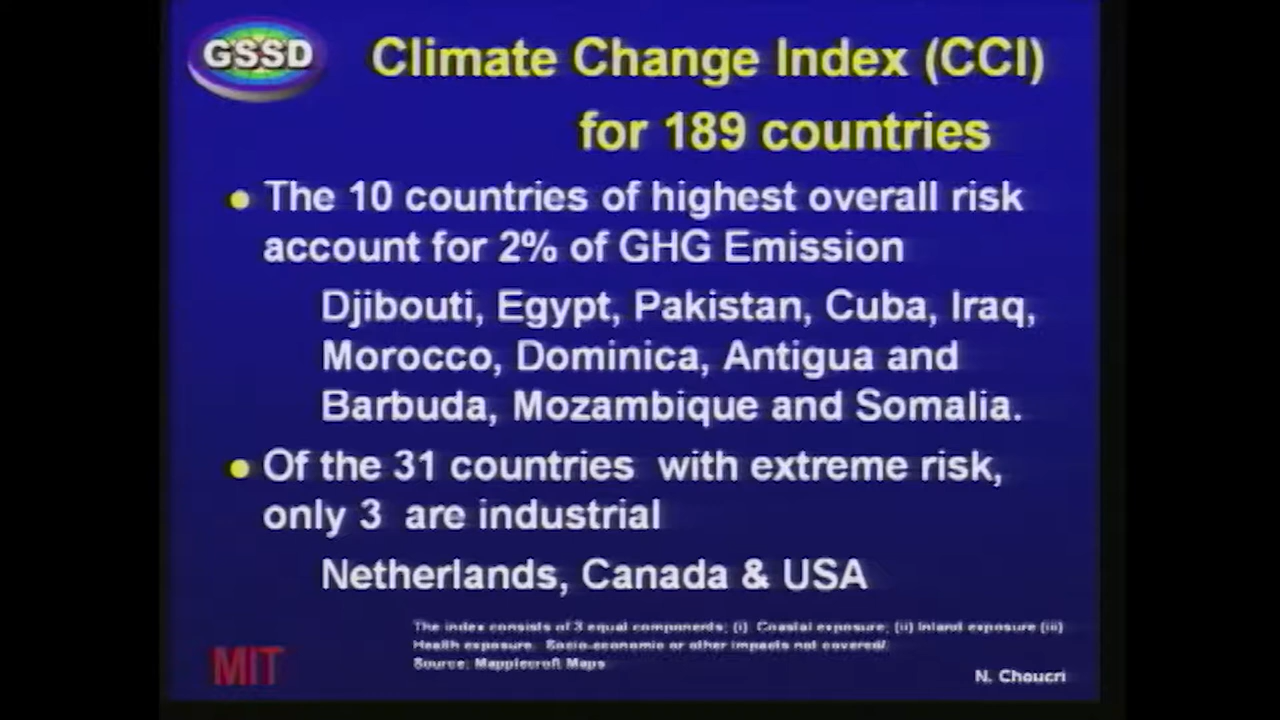 GSSD
Climate Change Index (CCI)
for 189 countries
• The 10 countries of highest overall risk
account for 2% of GHG Emission
Djibouti, Egypt, Pakistan, Cuba, Iraq,
Morocco, Dominica, Antigua and
Barbuda, Mozambique and Somalia.
• Of the 31 countries with extreme risk,
only 3 are industrial
Netherlands, Canada & USA
The index consists of 3 equal components; (i) Coastal exposure; (ii) Inland exposure (iii)
Health exposure. Socio-economic or other impacts not covered/
Source: Mapplecroft Maps
MIT
N. Choucri